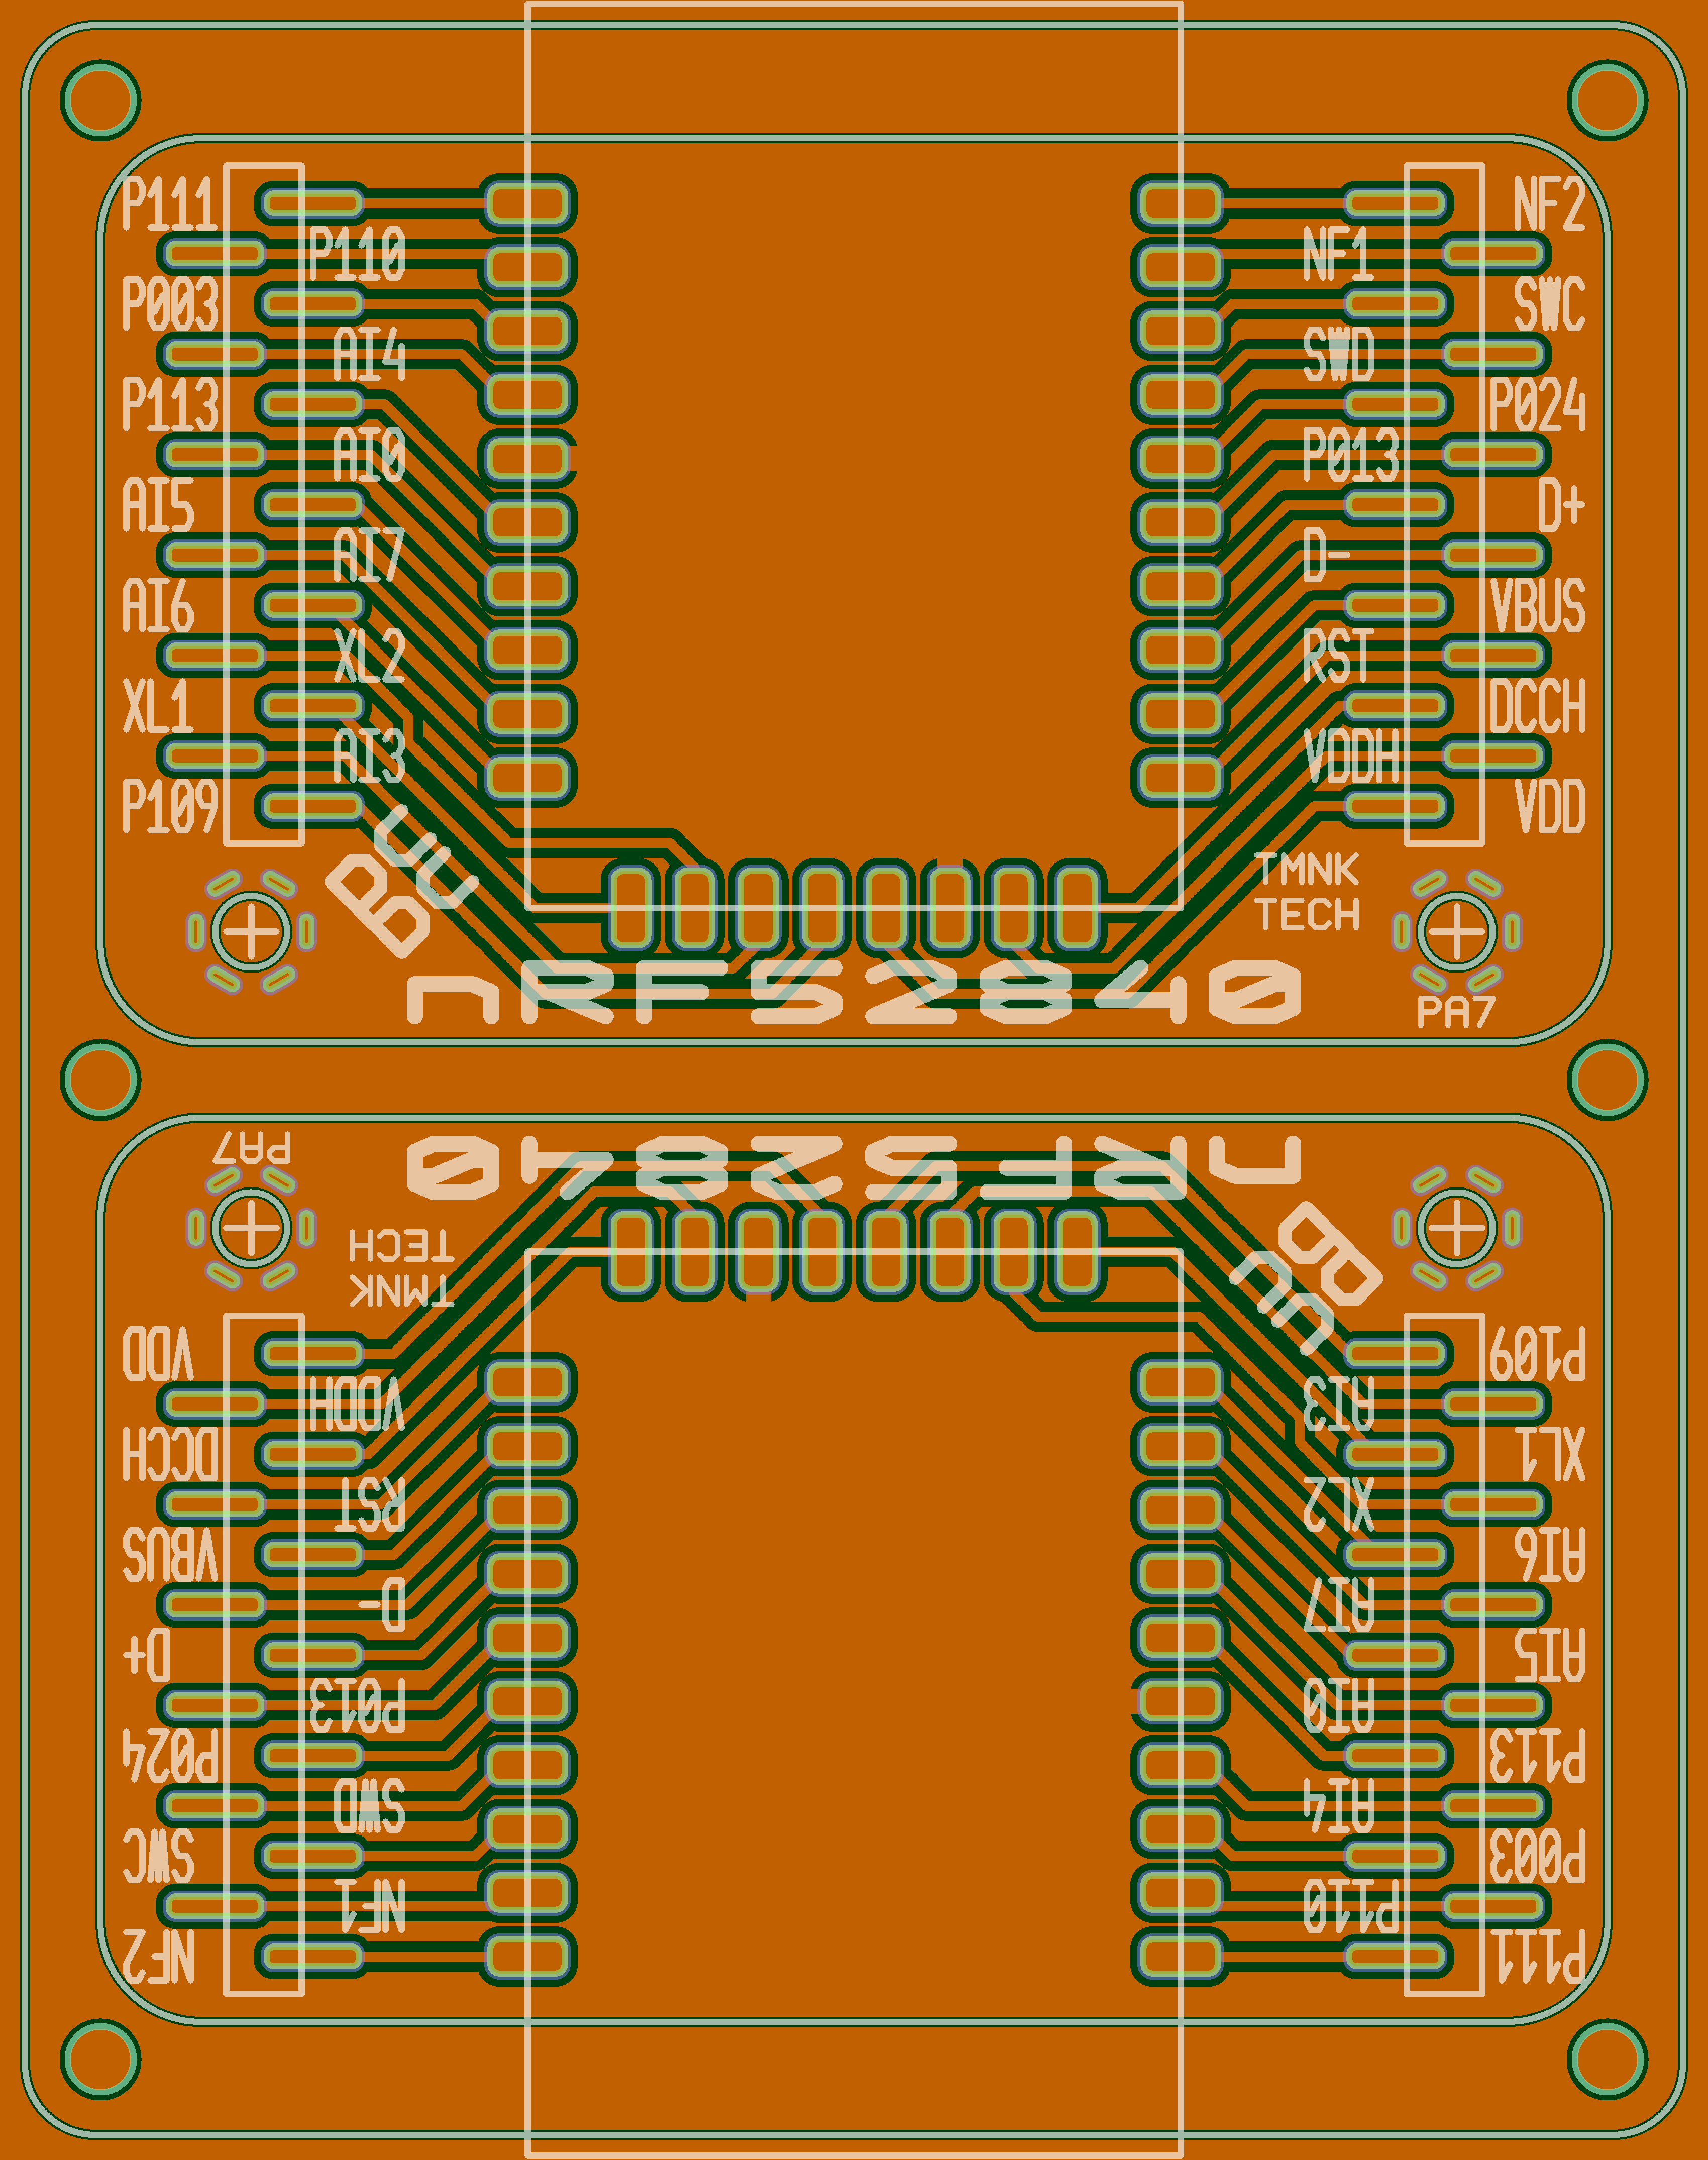 P111 NF2
P110 NF1
P003 SWC
AI4 SWD
P113 P024
AI0 P013
AI5 D+
AI7 D-
AI6 VBUS
XL2 RST
XL1 DCCH
AI3 VDDH
P109 VDD
BLE
TMNK
TECH
nRF52840
PA7
PA7
nRF52840
BLE
TMNK
TECH
VDD P109
VDDH AI3
DCCH XL1
RST XL2
VBUS AI6
D- AI7
D+ AI5
P013 AI0
P024 P113
SWD AI4
SWC P003
NF1 P110
NF2 P111